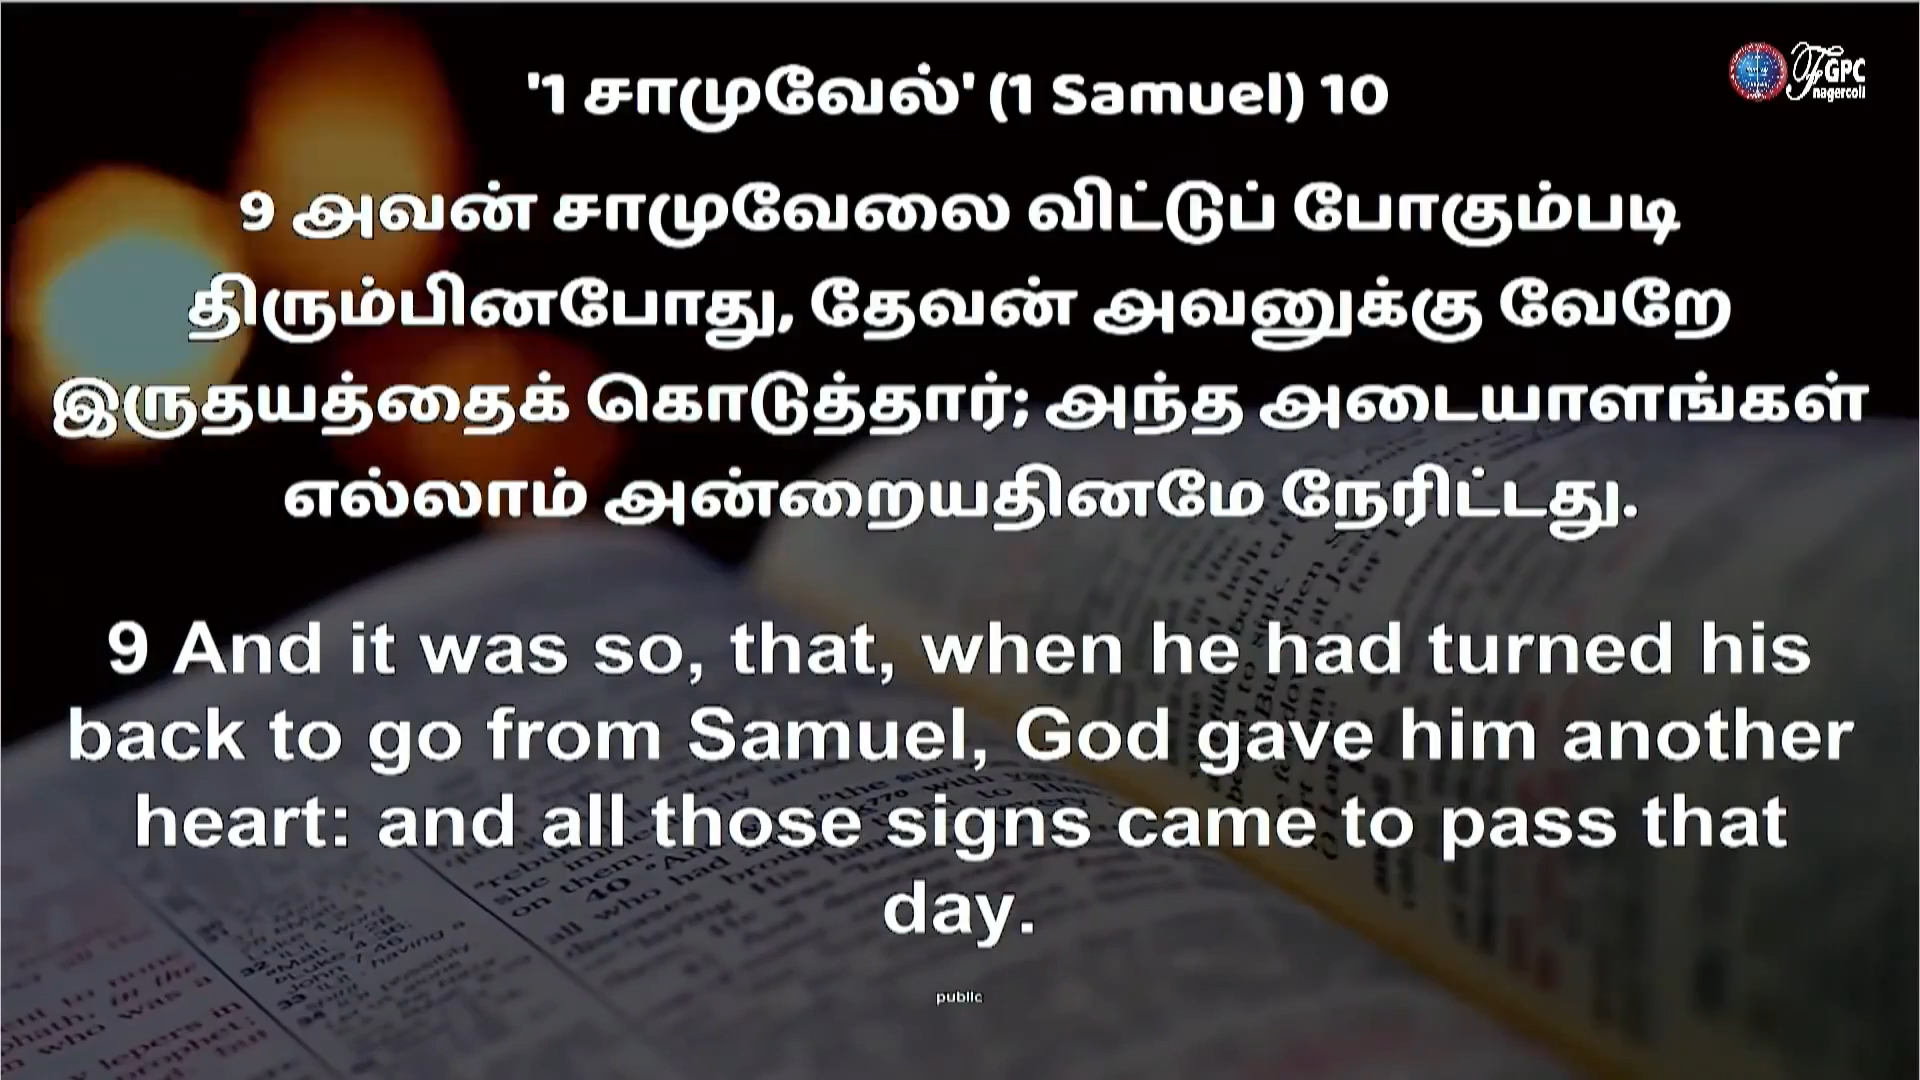 '1 சாமுவேல்' (1 Samuel) 10
FGPC
nagercoil
9 அவன் சாமுவேலை விட்டுப் போகும்படி
திரும்பினபோது, தேவன் அவனுக்கு வேறே
இருதயத்தைக் கொடுத்தார்; அந்த அடையாளங்கள்
எல்லாம் அன்றையதினமே நேரிட்டது.
9 And it was so, that, when he had turned his
back to go from Samuel, God gave him another
heart: and all those signs came to pass that
day.
public